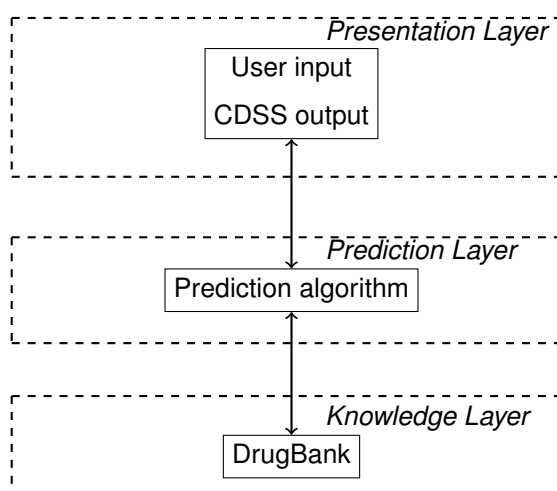 Presentation Layer
User input
CDSS output
Prediction Layer
Prediction algorithm
Knowledge Layer
DrugBank